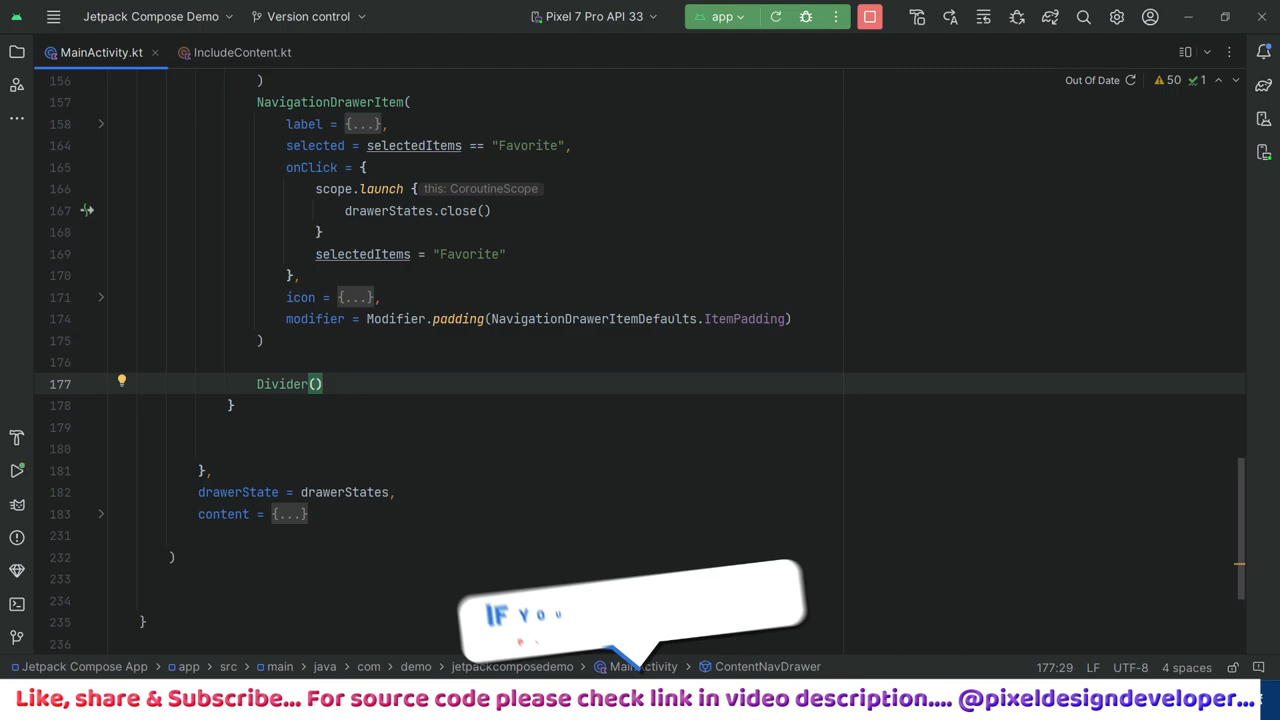 Jetpack Compose Demo
Version control
Pixel 7 Pro API 33
app
MainActivity.kt
IncludeContent.kt
Out Of Date
50
1
156 )
157 NavigationDrawerItem(
158 label = {...},
164 selected = selectedItems == "Favorite",
165 onClick = {
166 scope.launch { this: CoroutineScope
167 drawerStates.close()
168 }
169 selectedItems = "Favorite"
170 },
171 icon = {...},
174 modifier = Modifier.padding(NavigationDrawerItemDefaults.ItemPadding)
175 )
176
177 Divider()
178 }
179
180
181 },
182 drawerState = drawerStates,
183 content = {...}
231
232 )
233
234
235 }
236
IF YOU
Jetpack Compose App > app > src > main > java > com > demo > jetpackcomposedemo > MainActivity > ContentNavDrawer
177:29 LF UTF-8 4 spaces
Like, share & Subscribe... For source code please check link in video description.... @pixeldesigndeveloper...